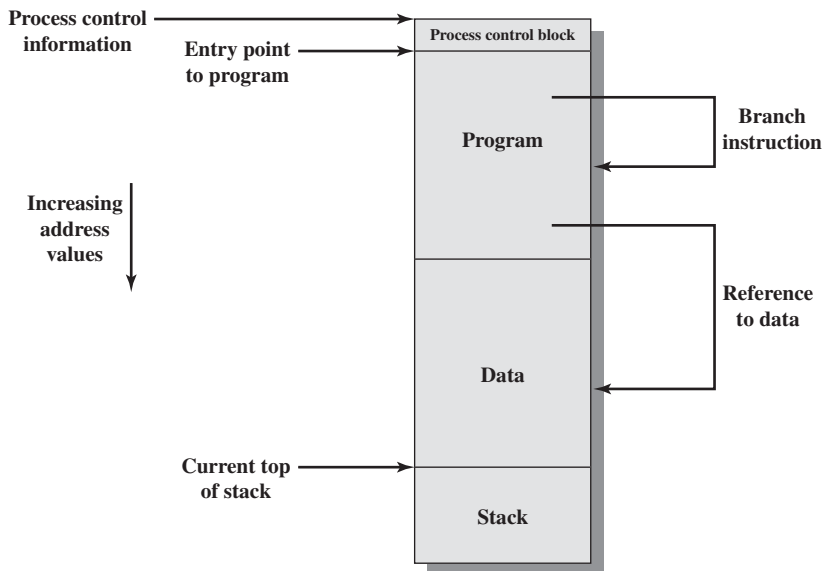 Process control
information
Process control block
Entry point
to program
Program
Branch
instruction
Increasing
address
values
Reference
to data
Data
Current top
of stack
Stack